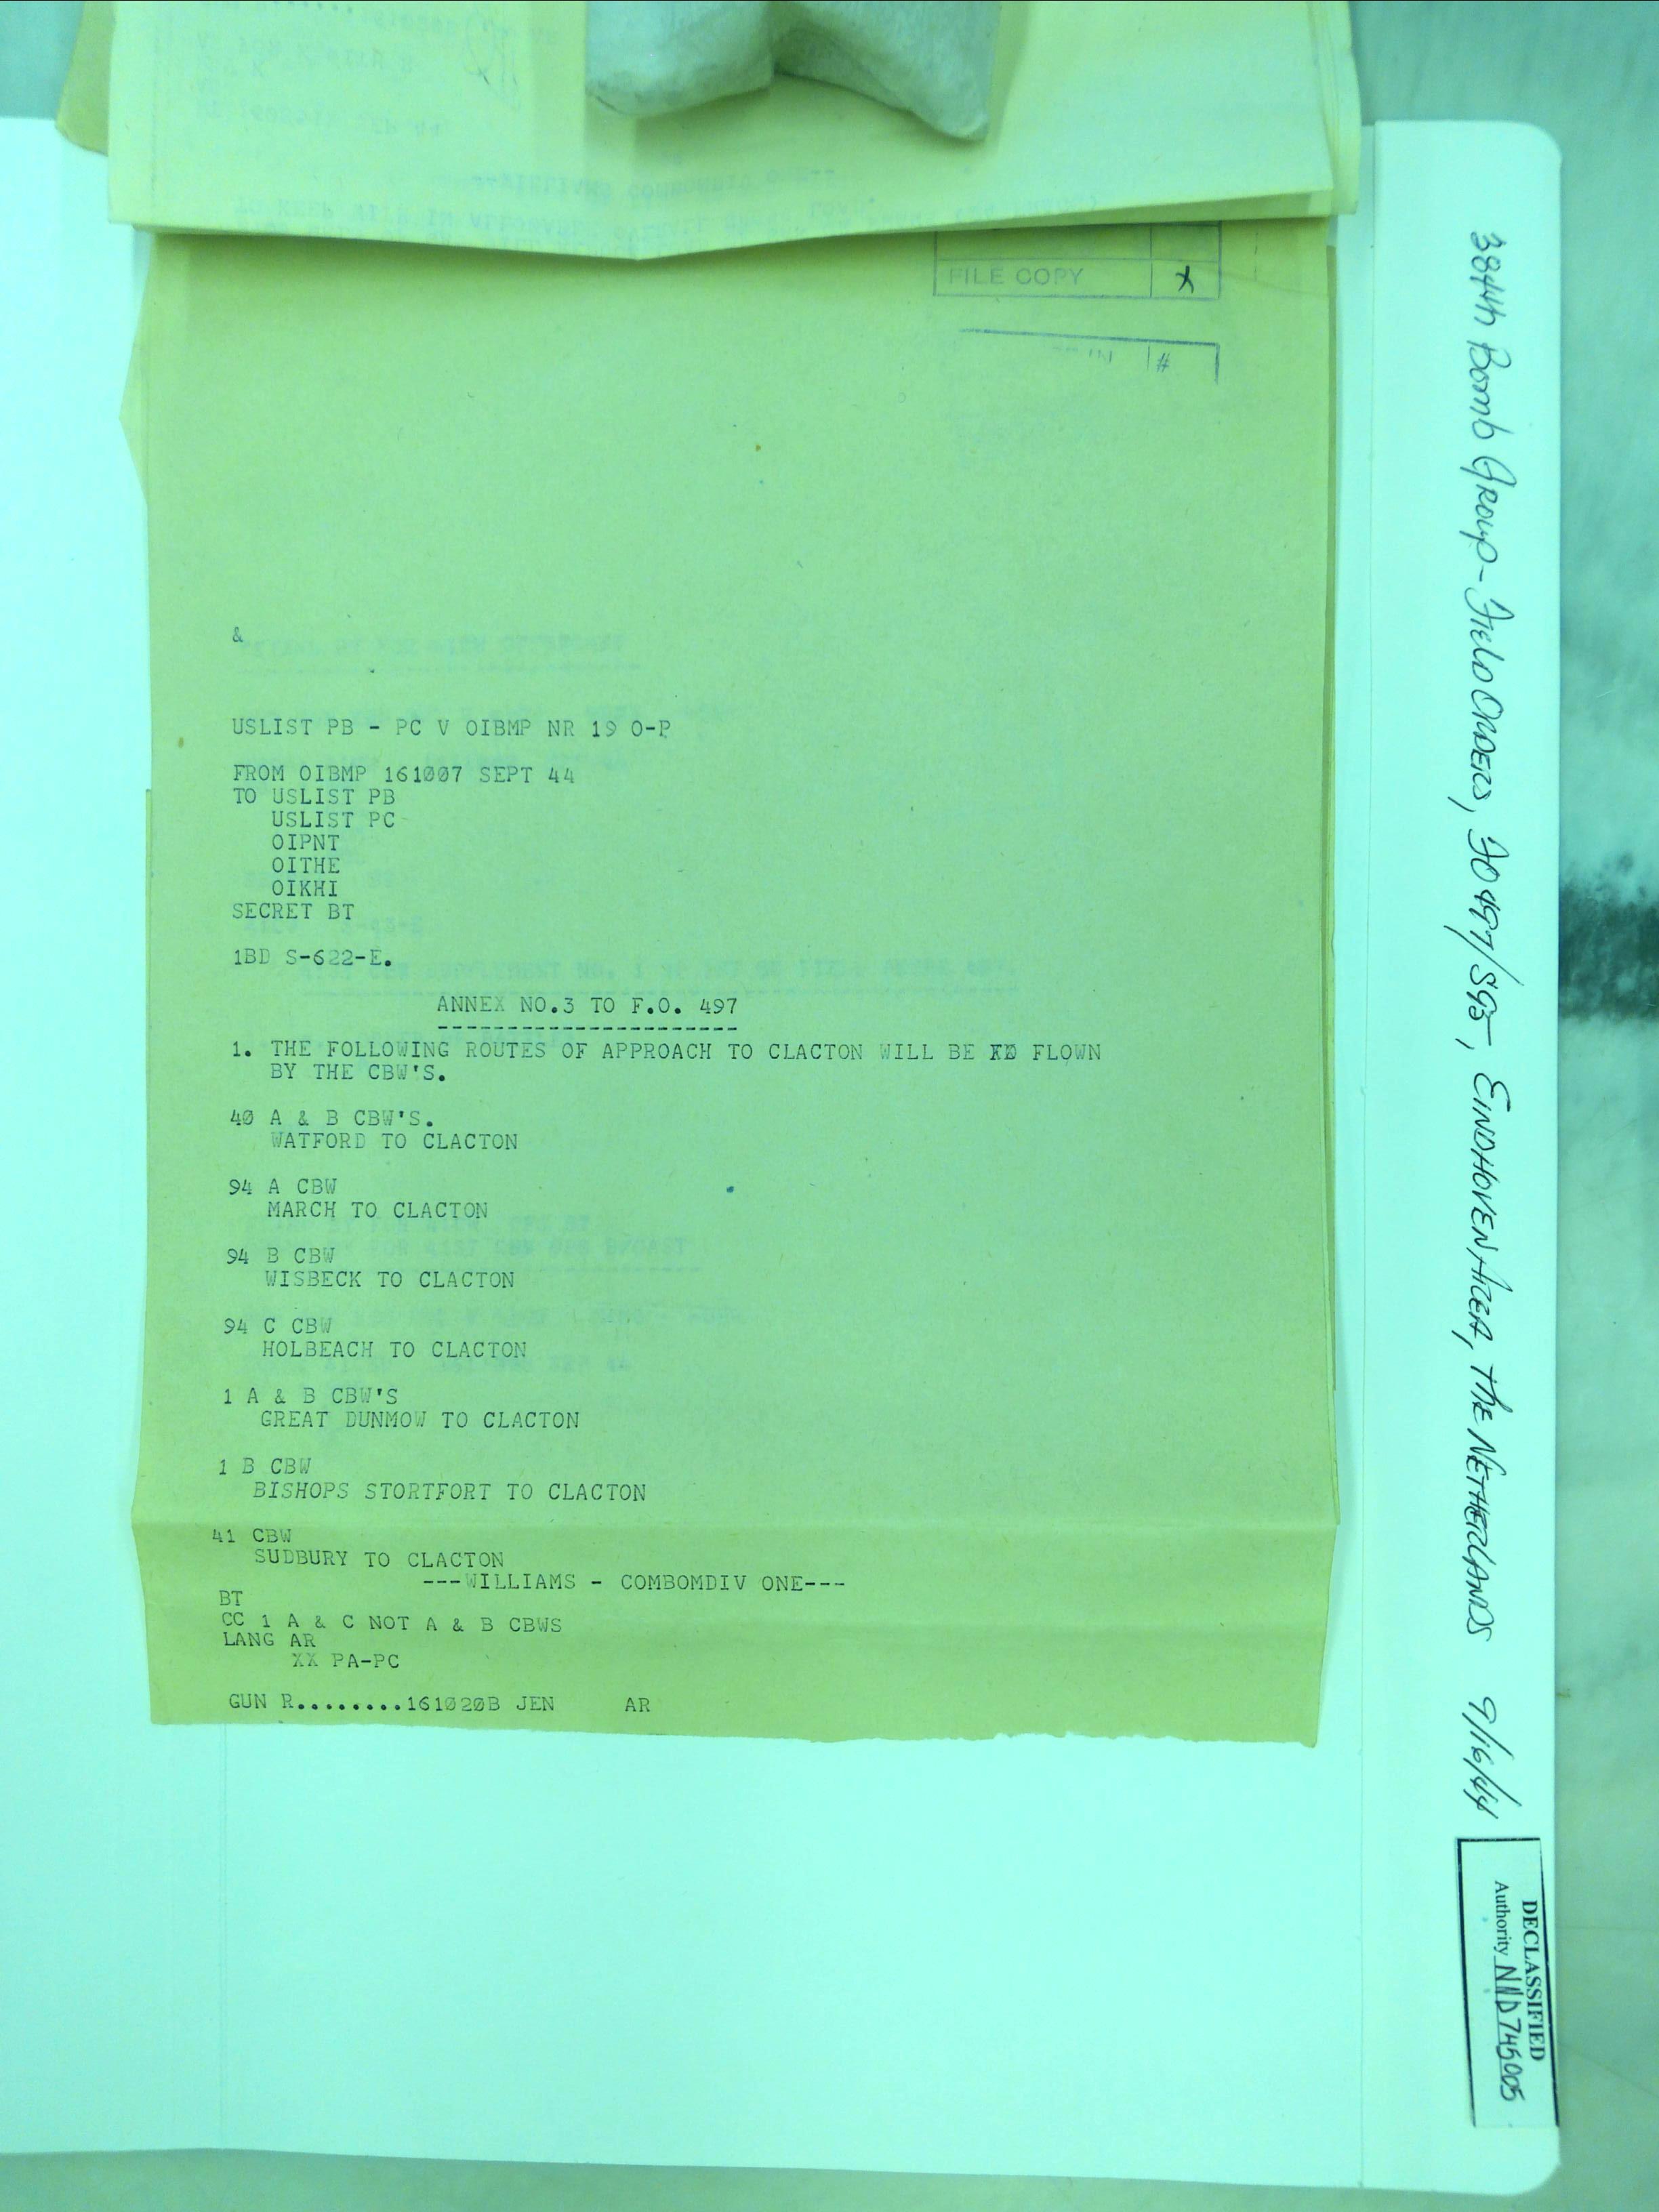 FILE COPY X
#
&
USLIST PB - PC V OIBMP NR 19 O-P
FROM OIBMP 161007 SEPT 44
TO USLIST PB
USLIST PC
OIPNT
OITHE
OIKHI
SECRET BT
1BD S-622-E.
ANNEX NO.3 TO F.O. 497
----------------------
1. THE FOLLOWING ROUTES OF APPROACH TO CLACTON WILL BE FLOWN
BY THE CBW'S.
40 A & B CBW'S.
WATFORD TO CLACTON
94 A CBW
MARCH TO CLACTON
94 B CBW
WISBECK TO CLACTON
94 C CBW
HOLBEACH TO CLACTON
1 A & B CBW'S
GREAT DUNMOW TO CLACTON
1 B CBW
BISHOPS STORTFORT TO CLACTON
41 CBW
SUDBURY TO CLACTON
---WILLIAMS - COMBOMDIV ONE---
BT
CC 1 A & C NOT A & B CBWS
LANG AR
XX PA-PC
GUN R........161020B JEN AR
384th Bomb Group - Field Orders, FO 497/S95, EINDHOVEN, THE NETHERLANDS 9/16/44
DECLASSIFIED
Authority NND745005